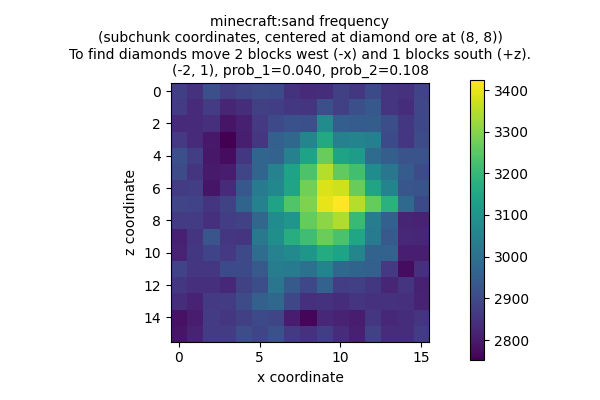 minecraft:sand frequency
(subchunk coordinates, centered at diamond ore at (8, 8))
To find diamonds move 2 blocks west (-x) and 1 blocks south (+z).
(-2, 1), prob_1=0.040, prob_2=0.108
0
2
4
6
8
10
12
14
z coordinate
0 5 10 15
x coordinate
3400
3300
3200
3100
3000
2900
2800